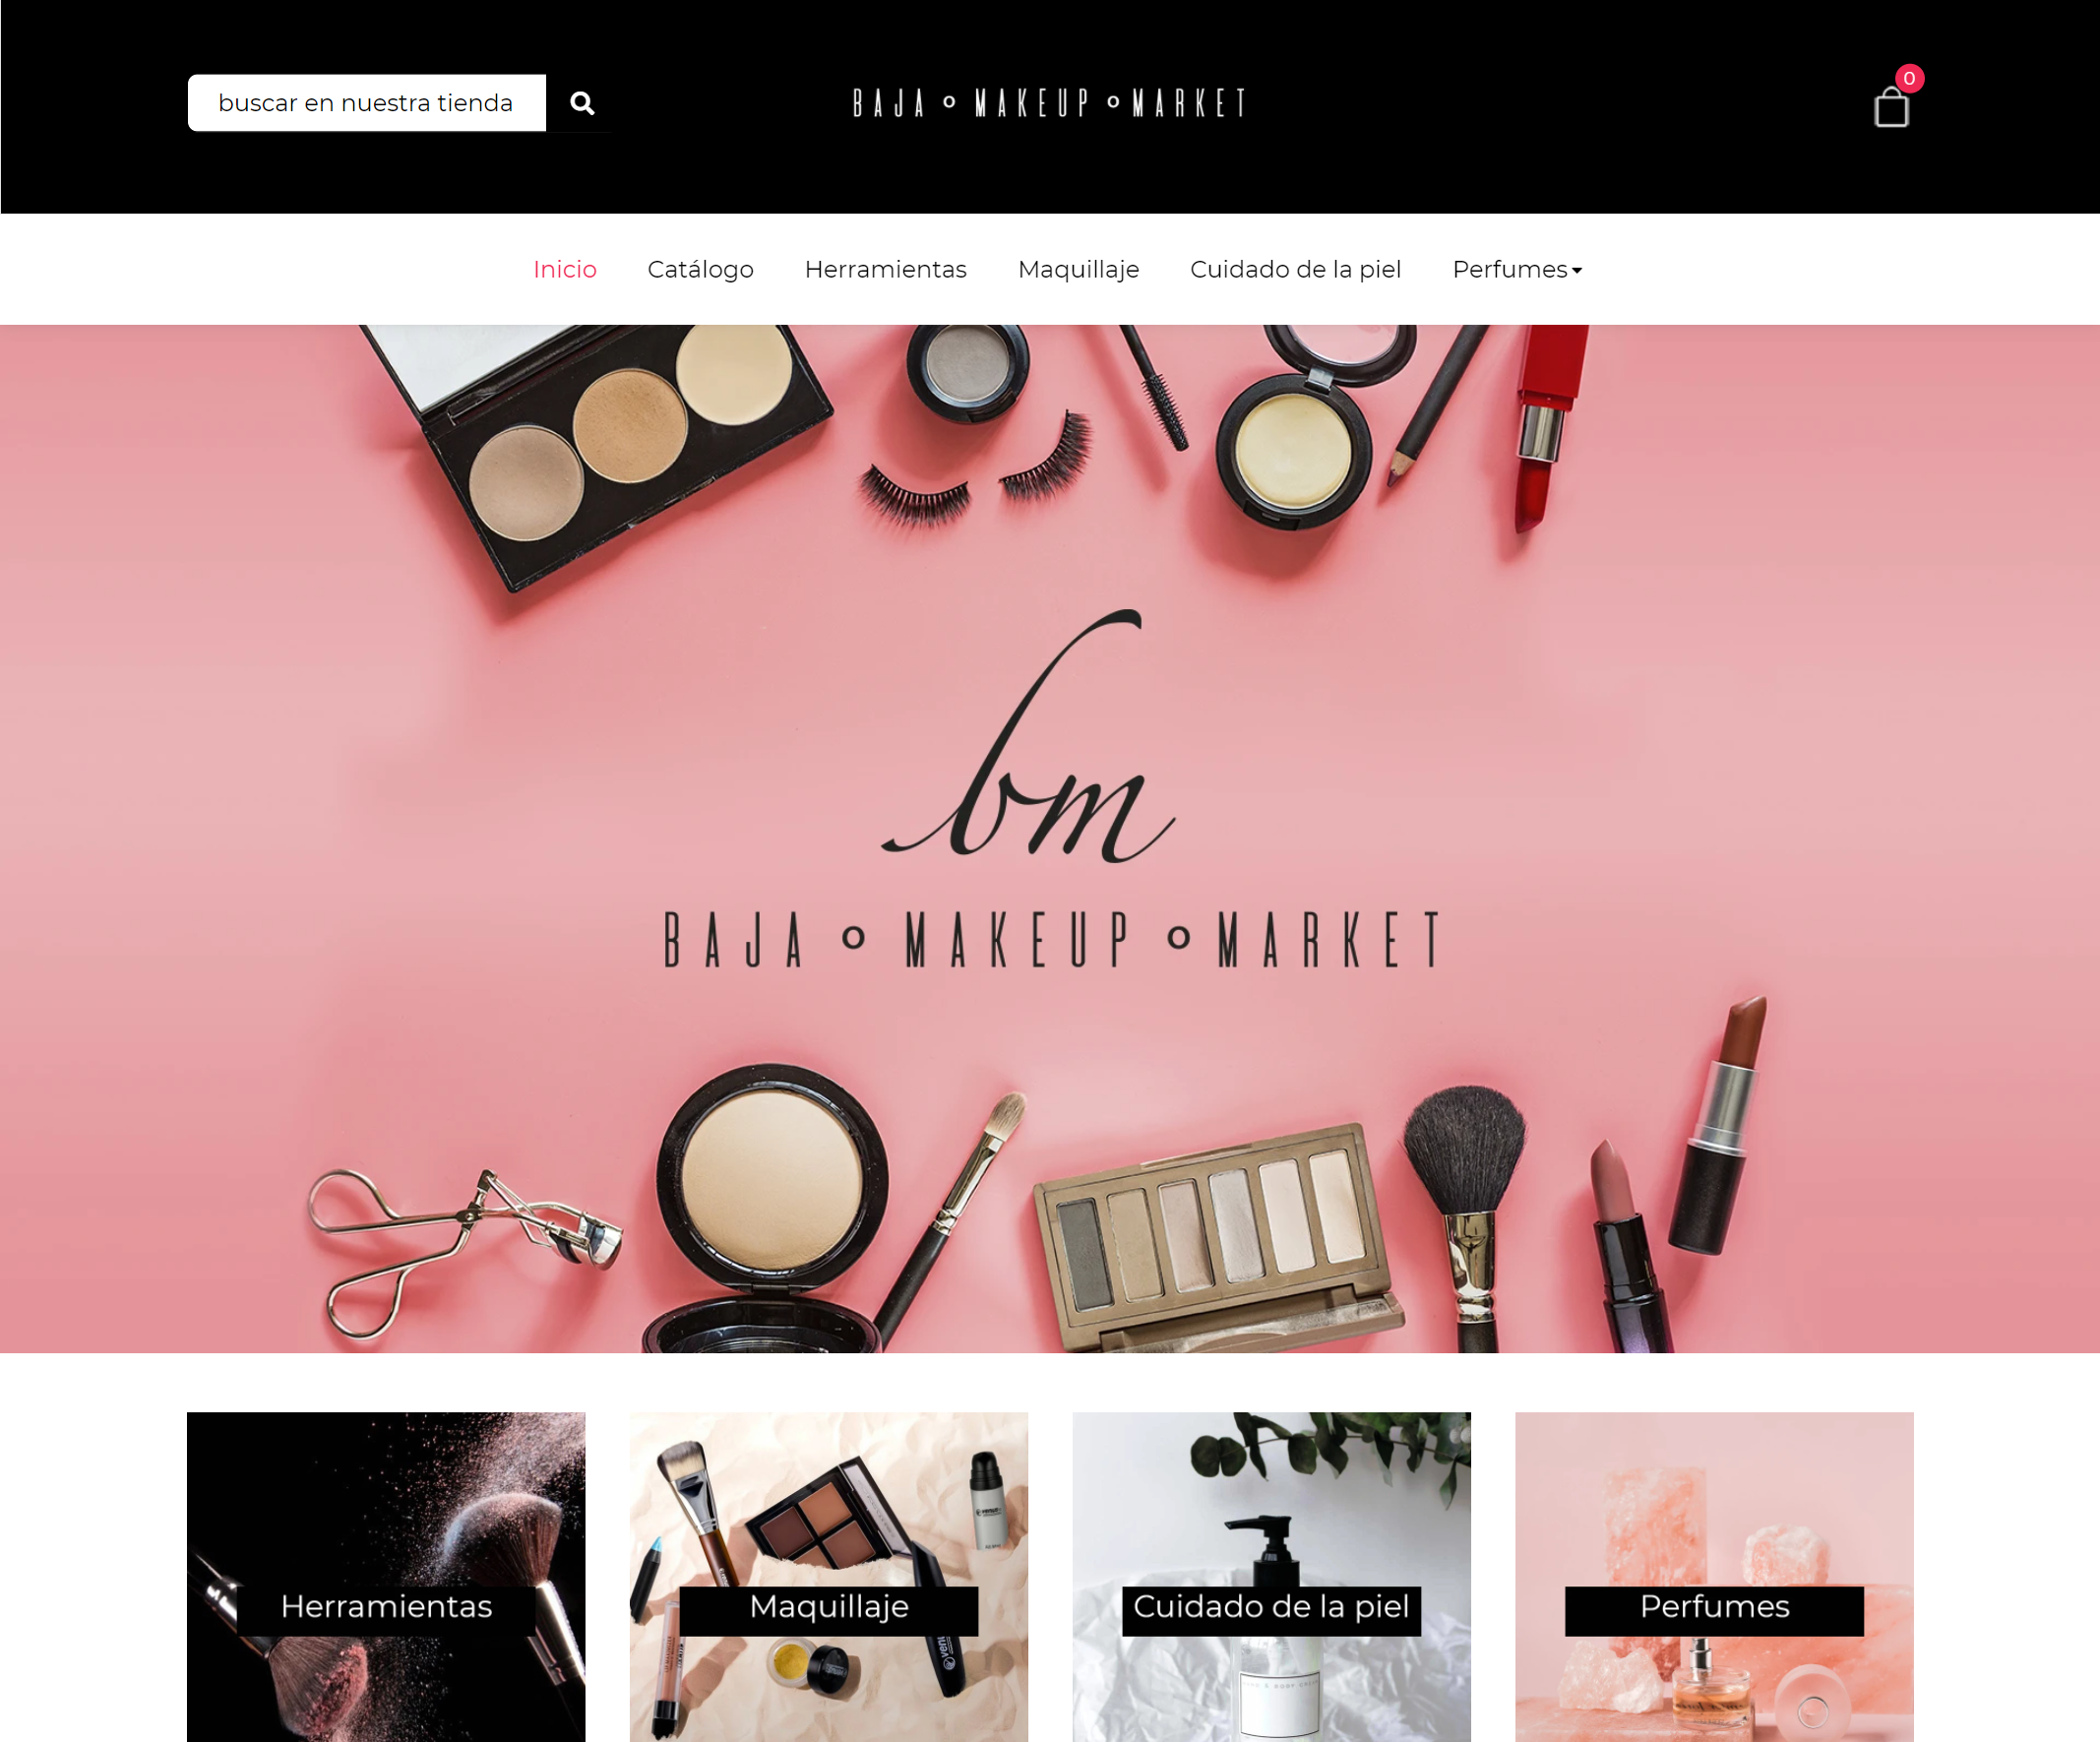 buscar en nuestra tienda
BAJA o MAKEUP o MARKET
0
Inicio Catálogo Herramientas Maquillaje Cuidado de la piel Perfumes
bm
BAJA o MAKEUP o MARKET
Herramientas
Maquillaje
Cuidado de la piel
Perfumes